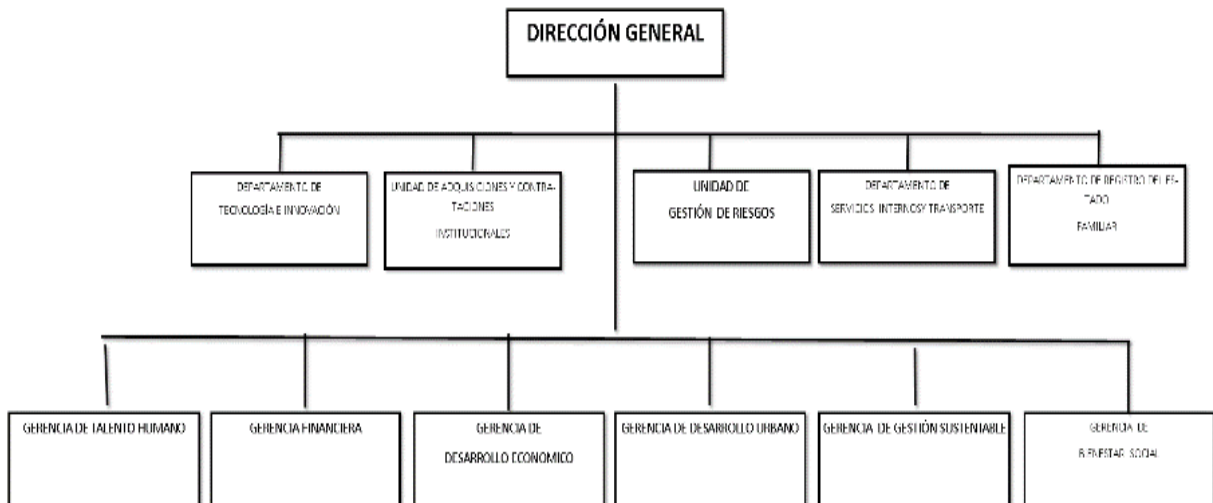 DIRECCIÓN GENERAL
DEPARTAMENTO DE
TECNOLOGÍA E INNOVACIÓN
UNIDAD DE ADQUISICIONES Y CONTRA-
TACIONES
INSTITUCIONALES
UNIDAD DE
GESTIÓN DE RIESGOS
DEPARTAMENTO DE
SERVICIOS INTERNOS Y TRANSPORTE
DEPARTAMENTO DE REGISTRO DEL ES-
TADO
FAMILIAR
GERENCIA DE TALENTO HUMANO
GERENCIA FINANCIERA
GERENCIA DE
DESARROLLO ECONOMICO
GERENCIA DE DESARROLLO URBANO
GERENCIA DE GESTIÓN SUSTENTABLE
GERENCIA DE
BIENESTAR SOCIAL